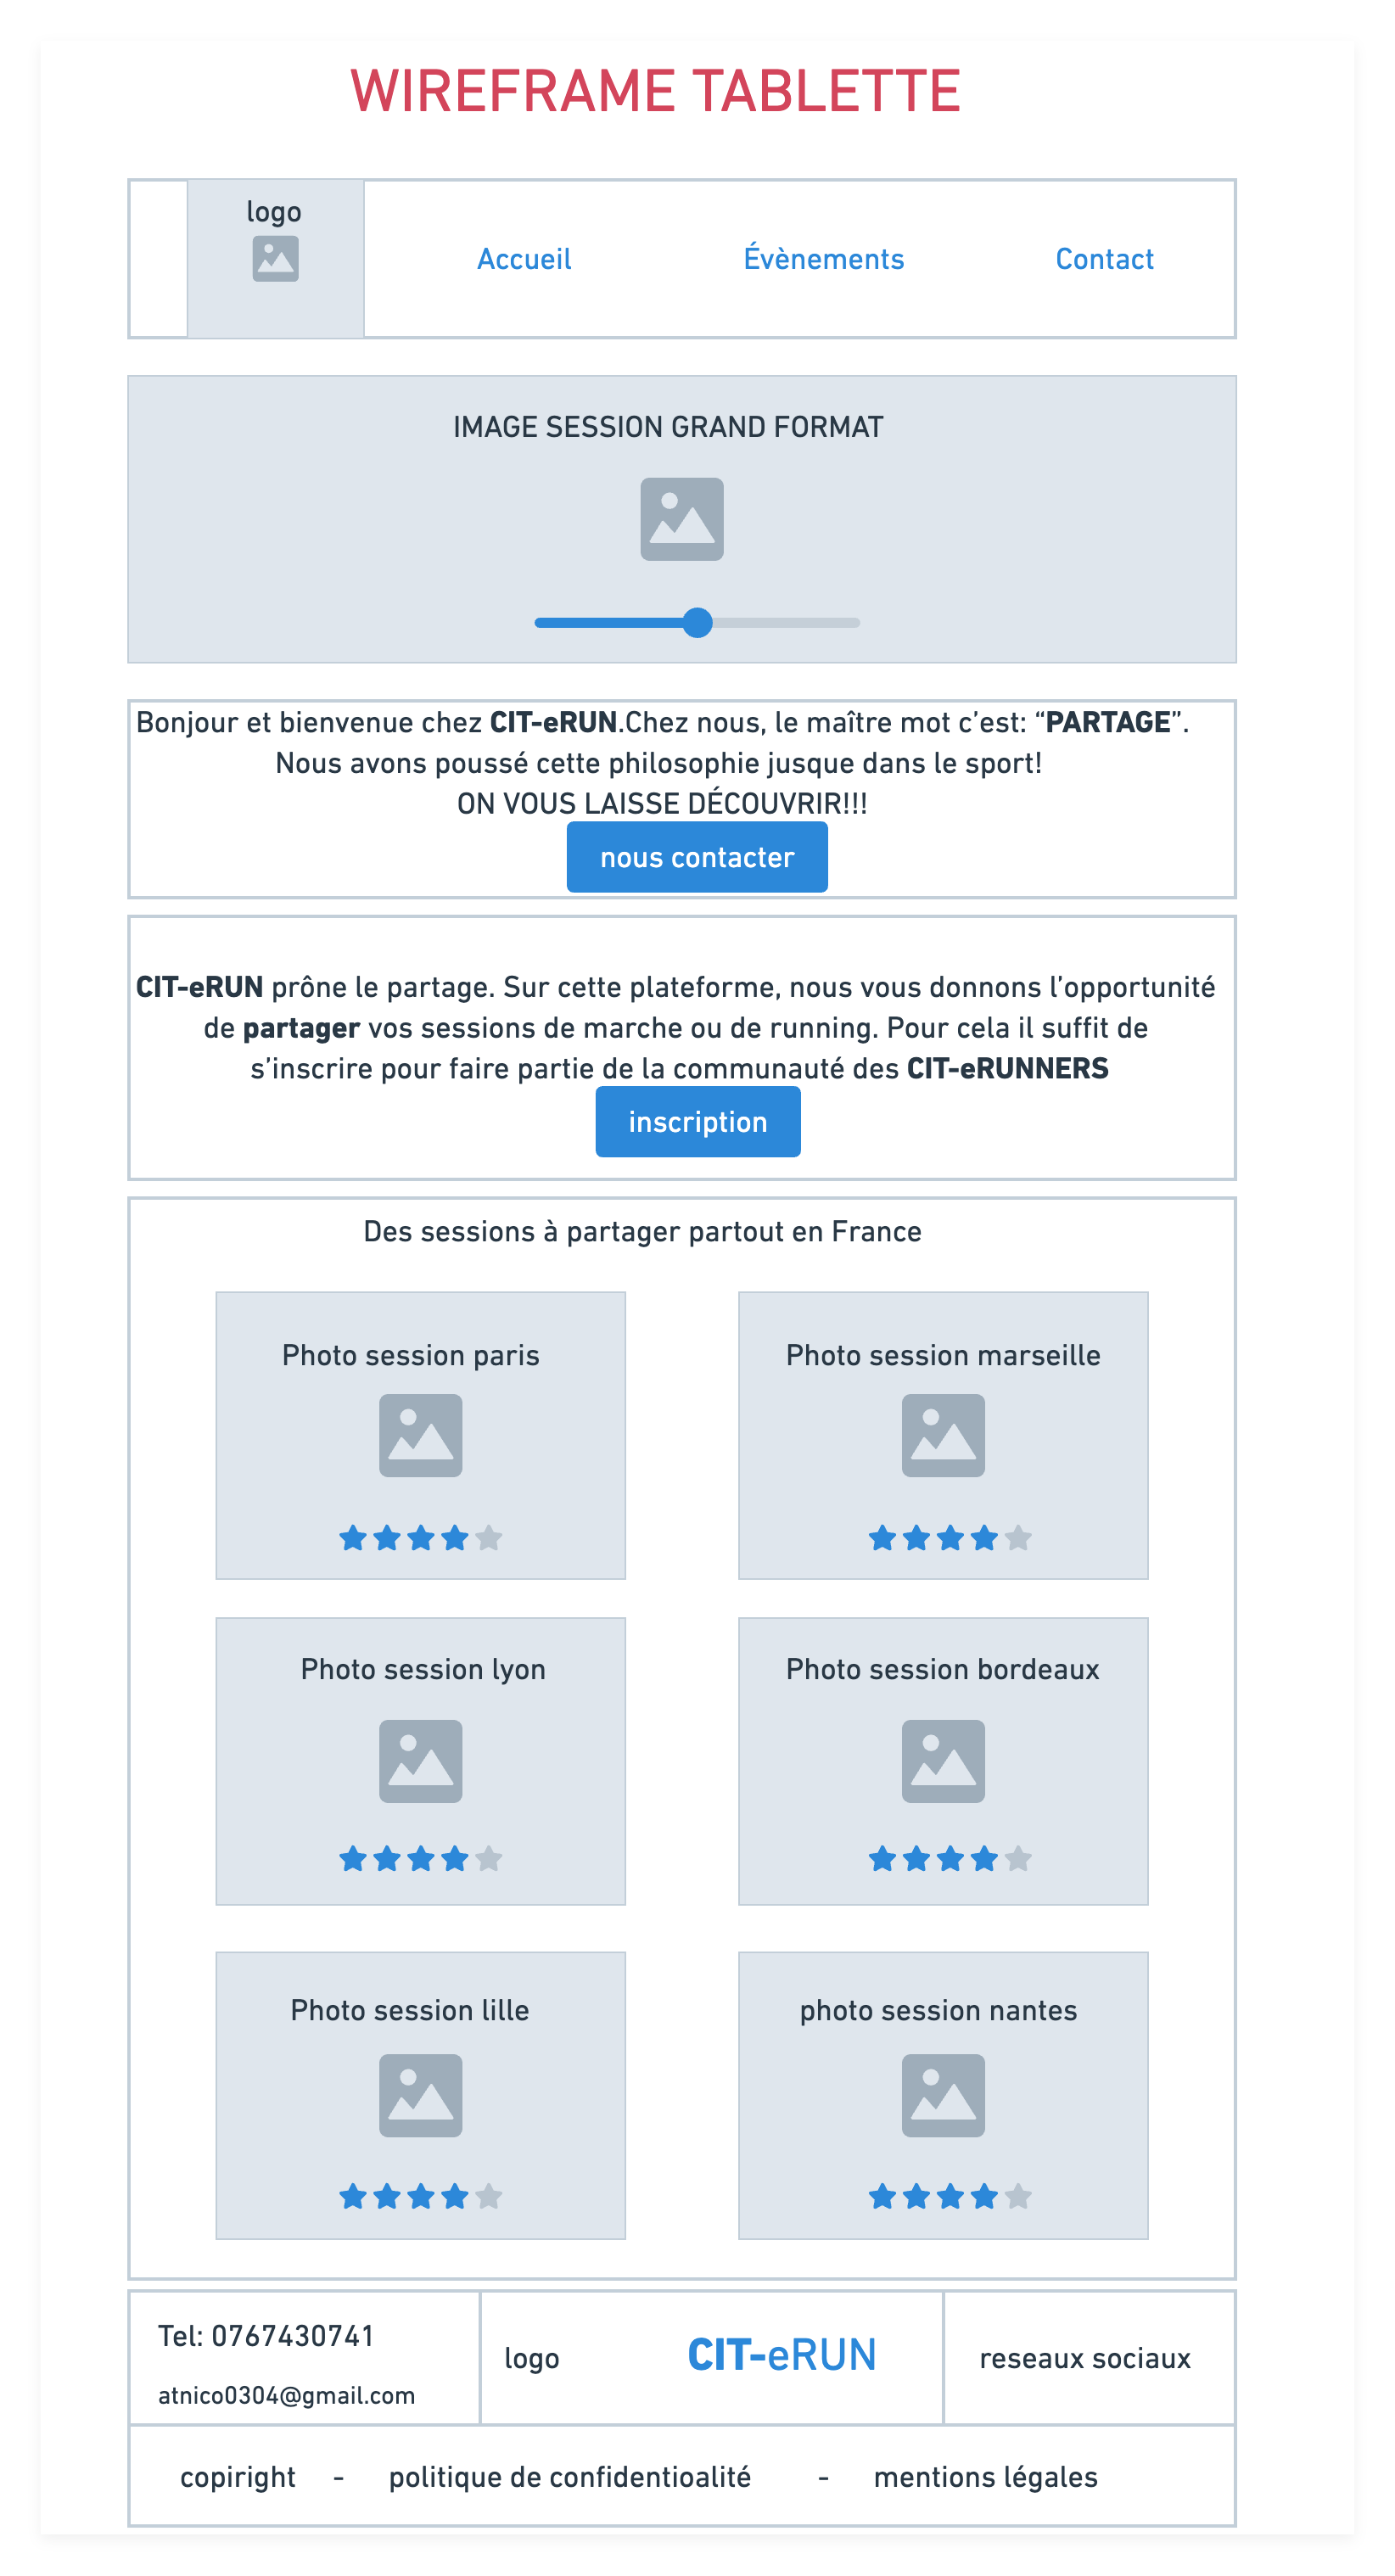 WIREFRAME TABLETTE
logo
Accueil Évènements Contact
IMAGE SESSION GRAND FORMAT
Bonjour et bienvenue chez CIT-eRUN.Chez nous, le maître mot c’est: “PARTAGE”.
Nous avons poussé cette philosophie jusque dans le sport!
ON VOUS LAISSE DÉCOUVRIR!!!
nous contacter
CIT-eRUN prône le partage. Sur cette plateforme, nous vous donnons l’opportunité
de partager vos sessions de marche ou de running. Pour cela il suffit de
s’inscrire pour faire partie de la communauté des CIT-eRUNNERS
inscription
Des sessions à partager partout en France
Photo session paris
Photo session marseille
Photo session lyon
Photo session bordeaux
Photo session lille
photo session nantes
Tel: 0767430741
atnico0304@gmail.com
logo
CIT-eRUN
reseaux sociaux
copiright - politique de confidentioalité - mentions légales